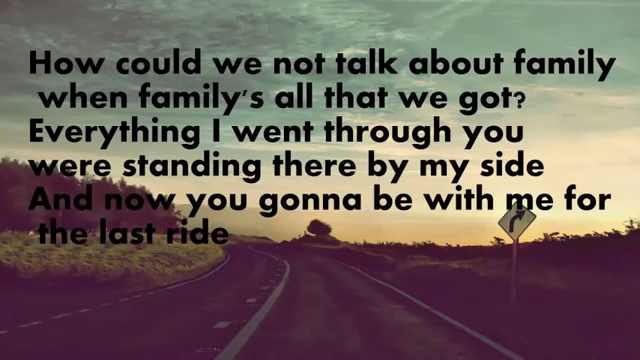 How could we not talk about family
when family's all that we got?
Everything I went through you
were standing there by my side
And now you gonna be with me for
the last ride